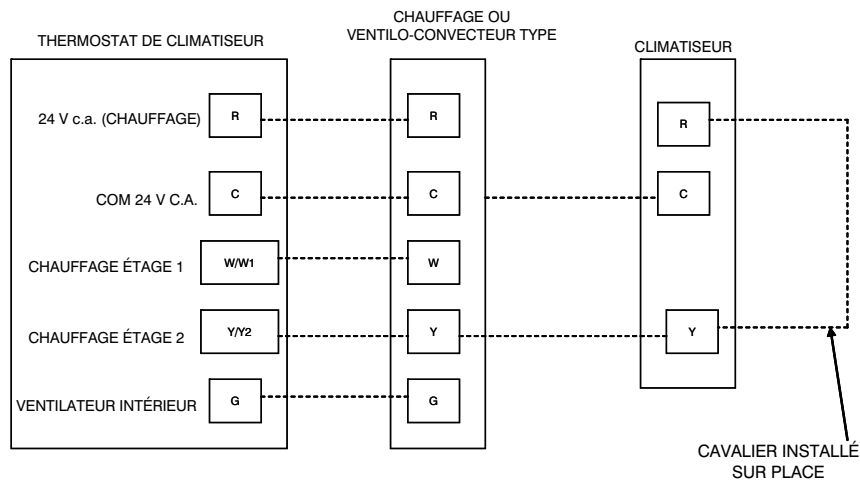 CHAUFFAGE OU
VENTILO-CONVECTEUR TYPE
THERMOSTAT DE CLIMATISEUR
CLIMATISEUR
24 V c.a. (CHAUFFAGE)
R
R
R
COM 24 V C.A.
C
C
C
CHAUFFAGE ÉTAGE 1
W/W1
W
CHAUFFAGE ÉTAGE 2
Y/Y2
Y
Y
VENTILATEUR INTÉRIEUR
G
G
CAVALIER INSTALLÉ
SUR PLACE